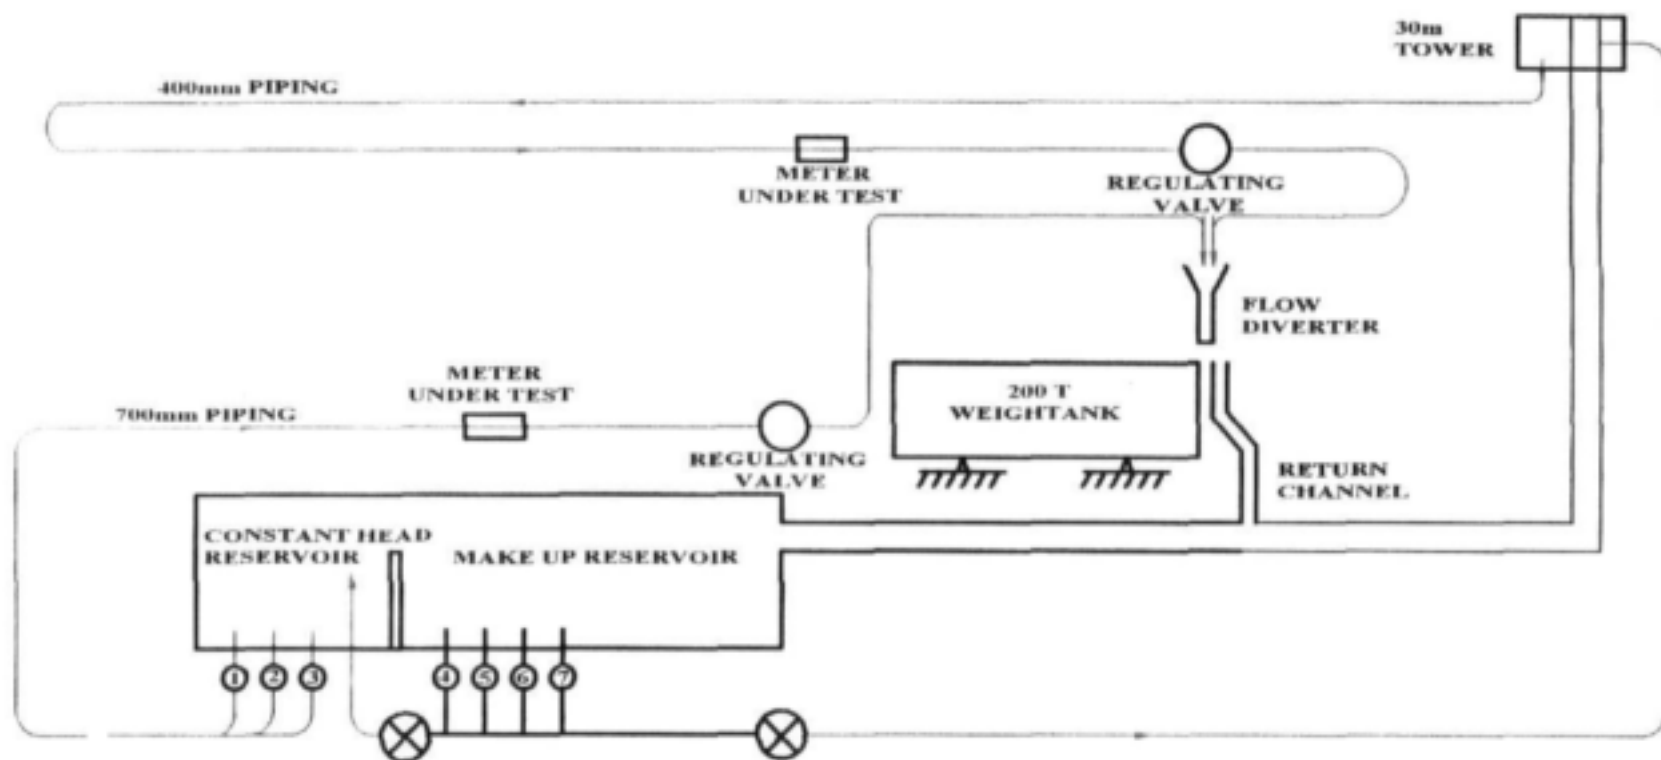 30m
TOWER
400mm PIPING
METER
UNDER TEST
REGULATING
VALVE
FLOW
DIVERTER
METER
UNDER TEST
200 T
WEIGHTANK
700mm PIPING
REGULATING
VALVE
RETURN
CHANNEL
CONSTANT HEAD
RESERVOIR
MAKE UP RESERVOIR
1 2 3 4 5 6 7